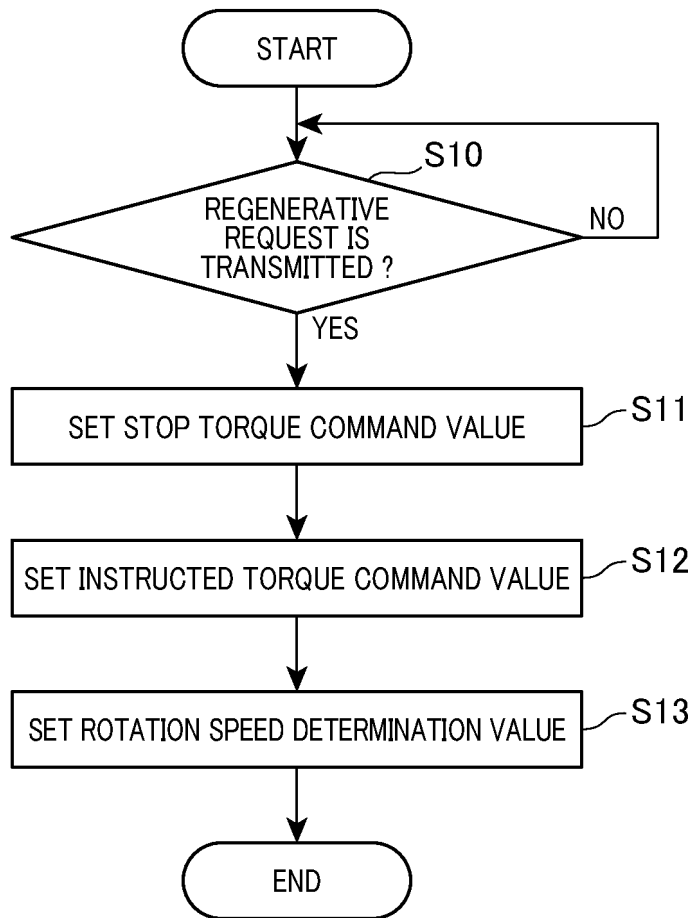 START
S10
REGENERATIVE
REQUEST IS
TRANSMITTED ?
NO
YES
SET STOP TORQUE COMMAND VALUE
S11
SET INSTRUCTED TORQUE COMMAND VALUE
S12
SET ROTATION SPEED DETERMINATION VALUE
S13
END